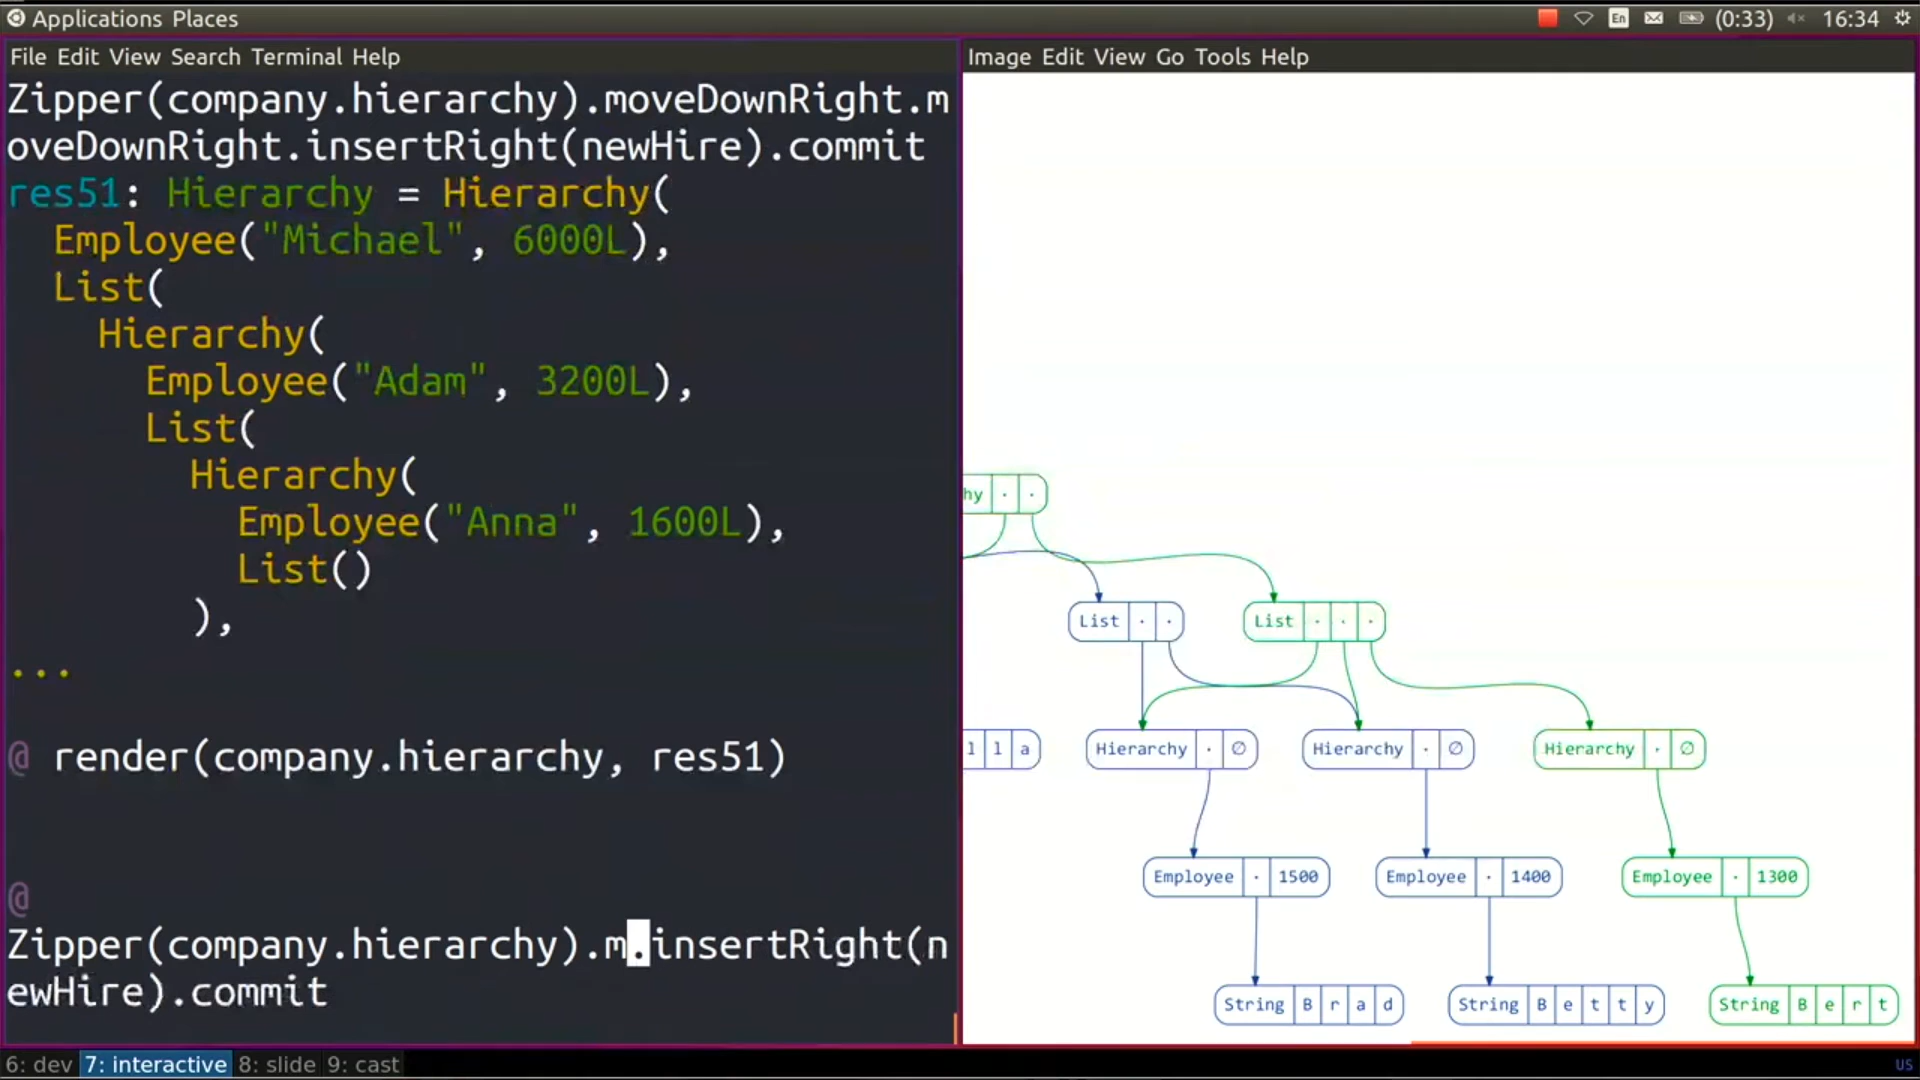 Applications Places
En (0:33) 16:34
File Edit View Search Terminal Help
Zipper(company.hierarchy).moveDownRight.m
oveDownRight.insertRight(newHire).commit
res51: Hierarchy = Hierarchy(
Employee("Michael", 6000L),
List(
Hierarchy(
Employee("Adam", 3200L),
List(
Hierarchy(
Employee("Anna", 1600L),
List()
),
...
@ render(company.hierarchy, res51)
@
Zipper(company.hierarchy).m.insertRight(n
ewHire).commit
Image Edit View Go Tools Help
hy · ·
List · ·
List · · ·
l l a
Hierarchy · ∅
Hierarchy · ∅
Hierarchy · ∅
Employee · 1500
Employee · 1400
Employee · 1300
String B r a d
String B e t t y
String B e r t
6: dev 7: interactive 8: slide 9: cast
US